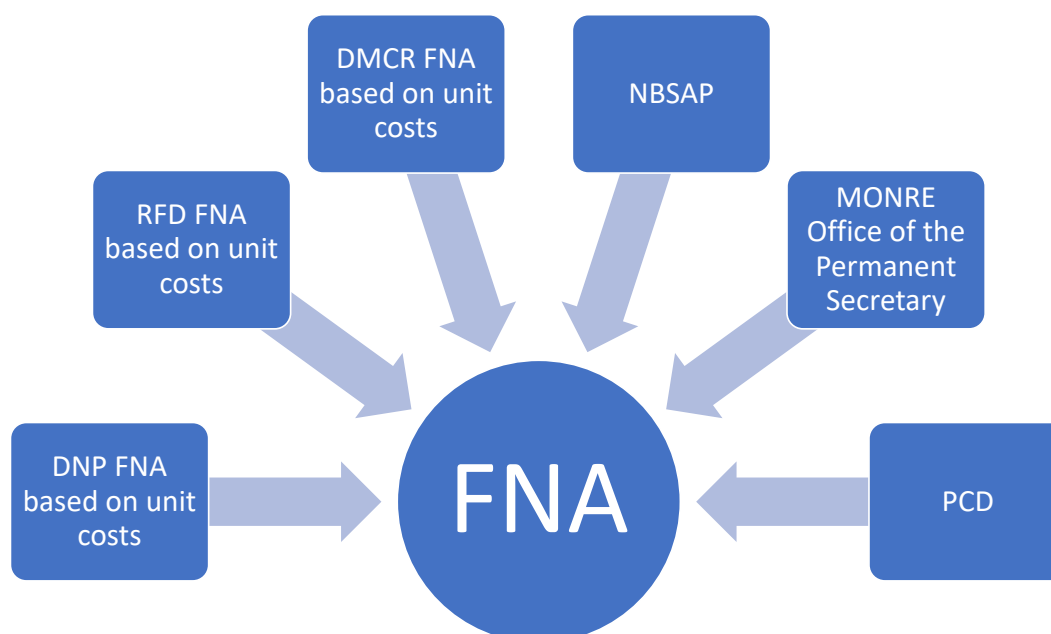 DMCR FNA
based on unit
costs
NBSAP
RFD FNA
based on unit
costs
MONRE
Office of the
Permanent
Secretary
DNP FNA
based on unit
costs
FNA
PCD